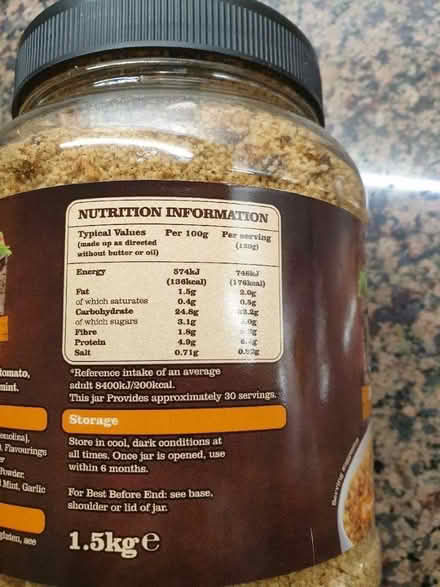 NUTRITION INFORMATION
Typical Values Per 100g Per serving
(made up as directed (130g)
without butter or oil)
Energy 574kJ 746kJ
(136kcal) (176kcal)
Fat 1.5g 2.0g
of which saturates 0.4g 0.5g
Carbohydrate 24.8g
of which sugars 3.1g
Fibre 1.8g
Protein 4.9g
Salt 0.71g
*Reference intake of an average
adult 8400kJ/200kcal.
This jar Provides approximately 30 servings.
Storage
Store in cool, dark conditions at
all times. Once jar is opened, use
within 6 months.
For Best Before End: see base,
shoulder or lid of jar.
1.5kg e
tomato,
mint.
Flavourings
Powder,
Mint, Garlic
see